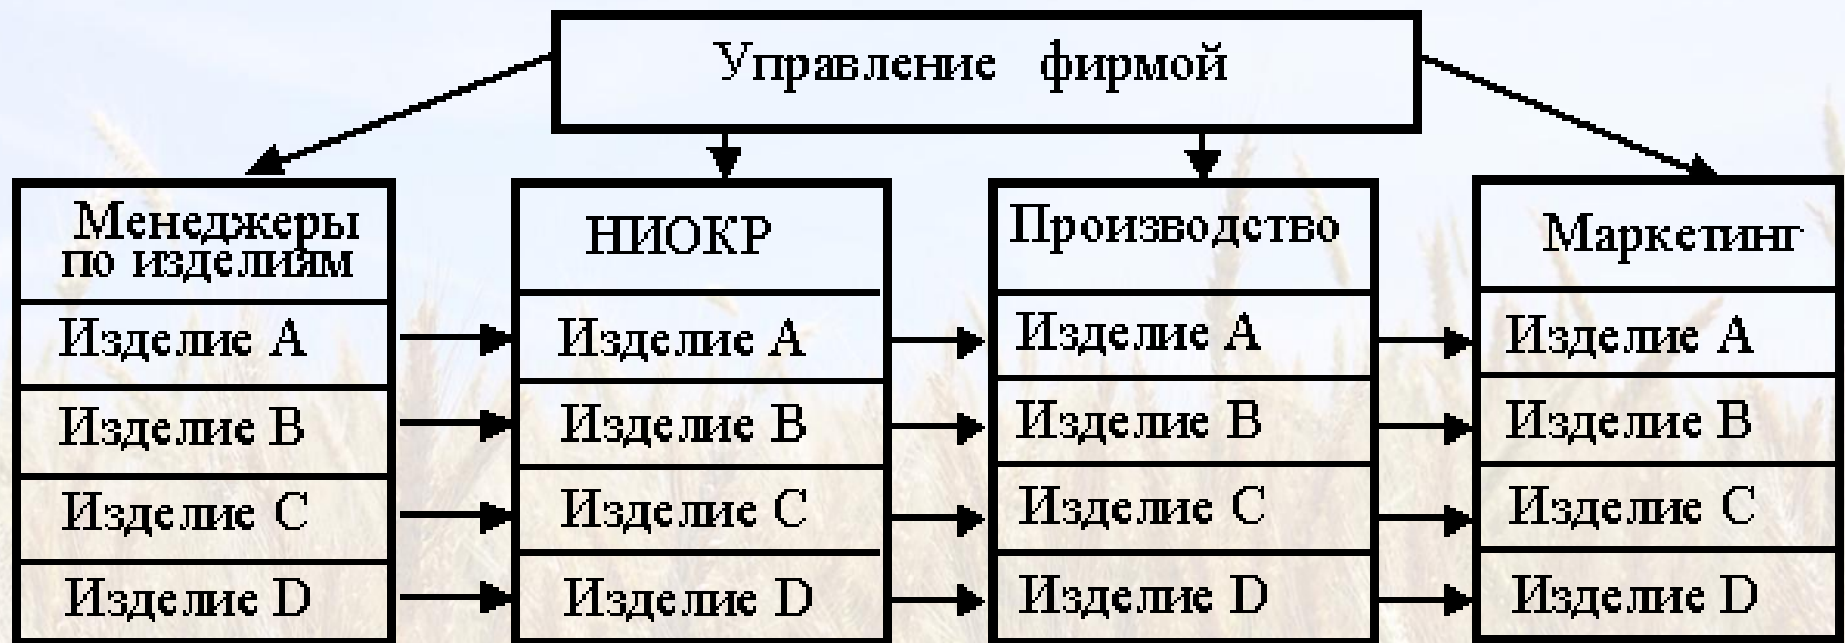 Управление фирмой
Менеджеры
по изделиям
НИОКР
Производство
Маркетинг
Изделие A
Изделие A
Изделие A
Изделие A
Изделие B
Изделие B
Изделие B
Изделие B
Изделие C
Изделие C
Изделие C
Изделие C
Изделие D
Изделие D
Изделие D
Изделие D